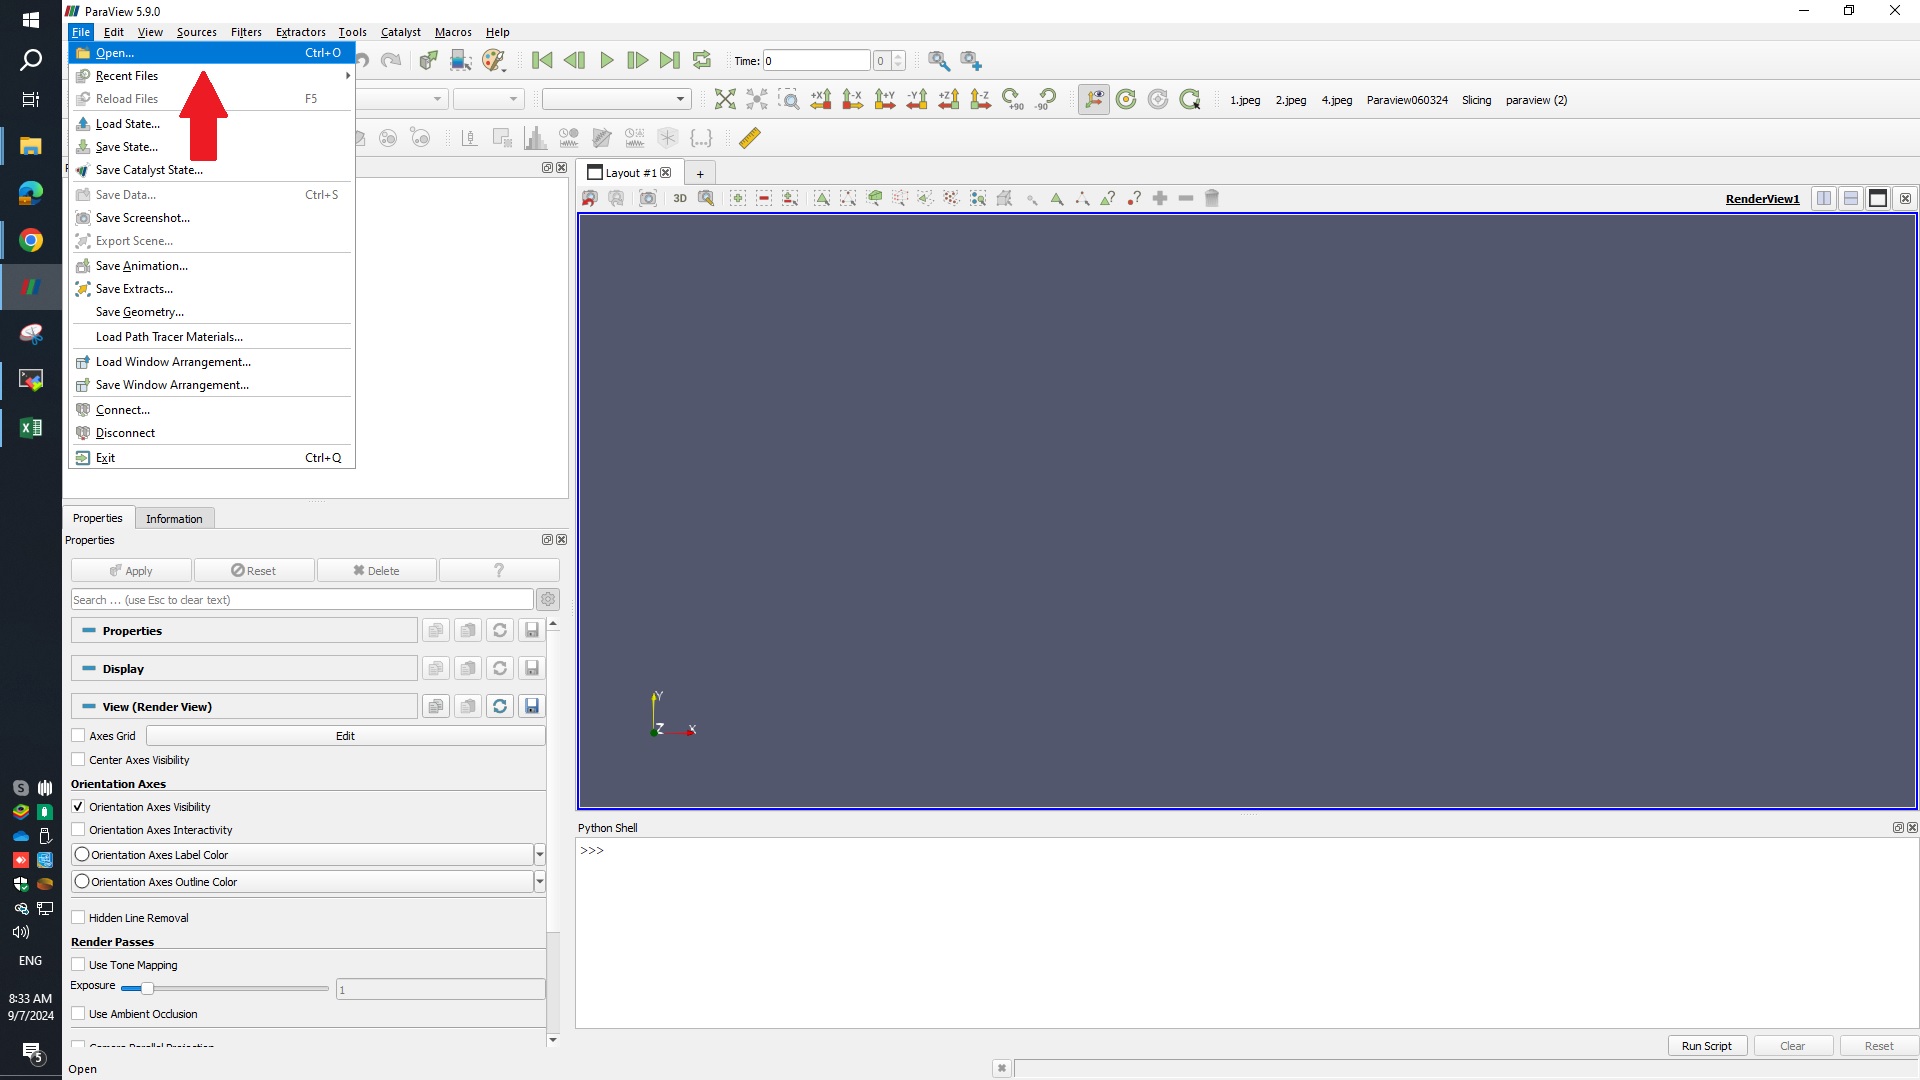 ParaView 5.9.0
File Edit View Sources Filters Extractors Tools Catalyst Macros Help
Open... Ctrl+O
Recent Files
Reload Files F5
Load State...
Save State...
Save Catalyst State...
Save Data... Ctrl+S
Save Screenshot...
Export Scene...
Save Animation...
Save Extracts...
Save Geometry...
Load Path Tracer Materials...
Load Window Arrangement...
Save Window Arrangement...
Connect...
Disconnect
Exit Ctrl+Q
Time: 0 0
+X -X +Y -Y +Z -Z +90 -90
1.jpeg 2.jpeg 4.jpeg Paraview060324 Slicing paraview (2)
Layout #1 +
3D
RenderView1
Y
Z X
Properties Information
Properties
Apply Reset Delete ?
Search ... (use Esc to clear text)
Properties
Display
View (Render View)
Axes Grid Edit
Center Axes Visibility
Orientation Axes
Orientation Axes Visibility
Orientation Axes Interactivity
Orientation Axes Label Color
Orientation Axes Outline Color
Hidden Line Removal
Render Passes
Use Tone Mapping
Exposure 1
Use Ambient Occlusion
Python Shell
>>>
Run Script Clear Reset
Open
ENG
8:33 AM
9/7/2024
5